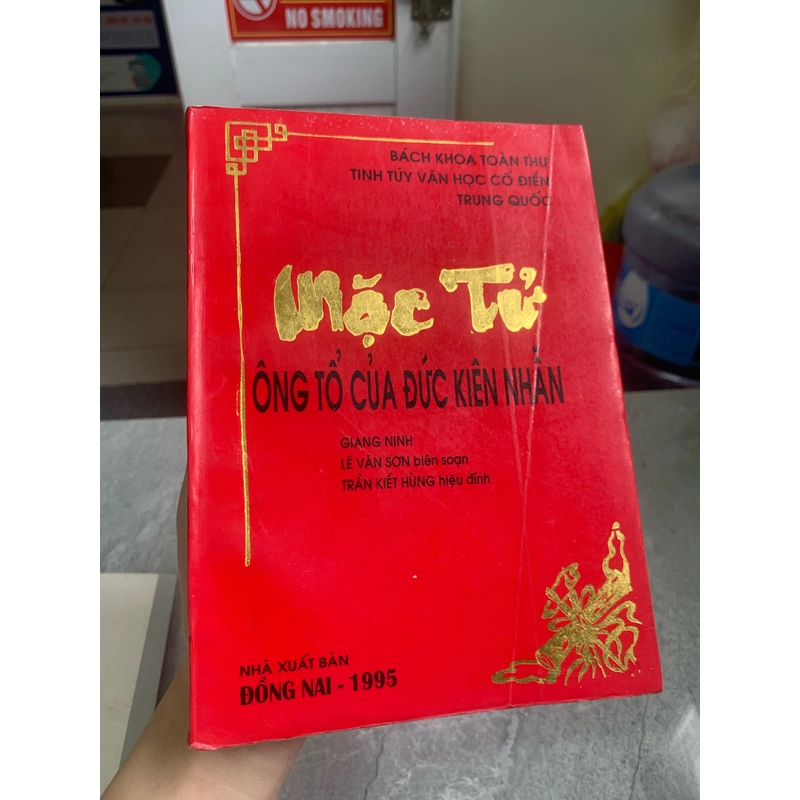 NO SMOKING
BÁCH KHOA TOÀN THƯ
TINH TÚY VĂN HỌC CỔ ĐIỂN
TRUNG QUỐC
Mặc Tử
ÔNG TỔ CỦA ĐỨC KIÊN NHẪN
GIANG NINH
LÊ VĂN SƠN biên soạn
TRẦN KIẾT HÙNG hiệu đính
NHÀ XUẤT BẢN
ĐỒNG NAI - 1995